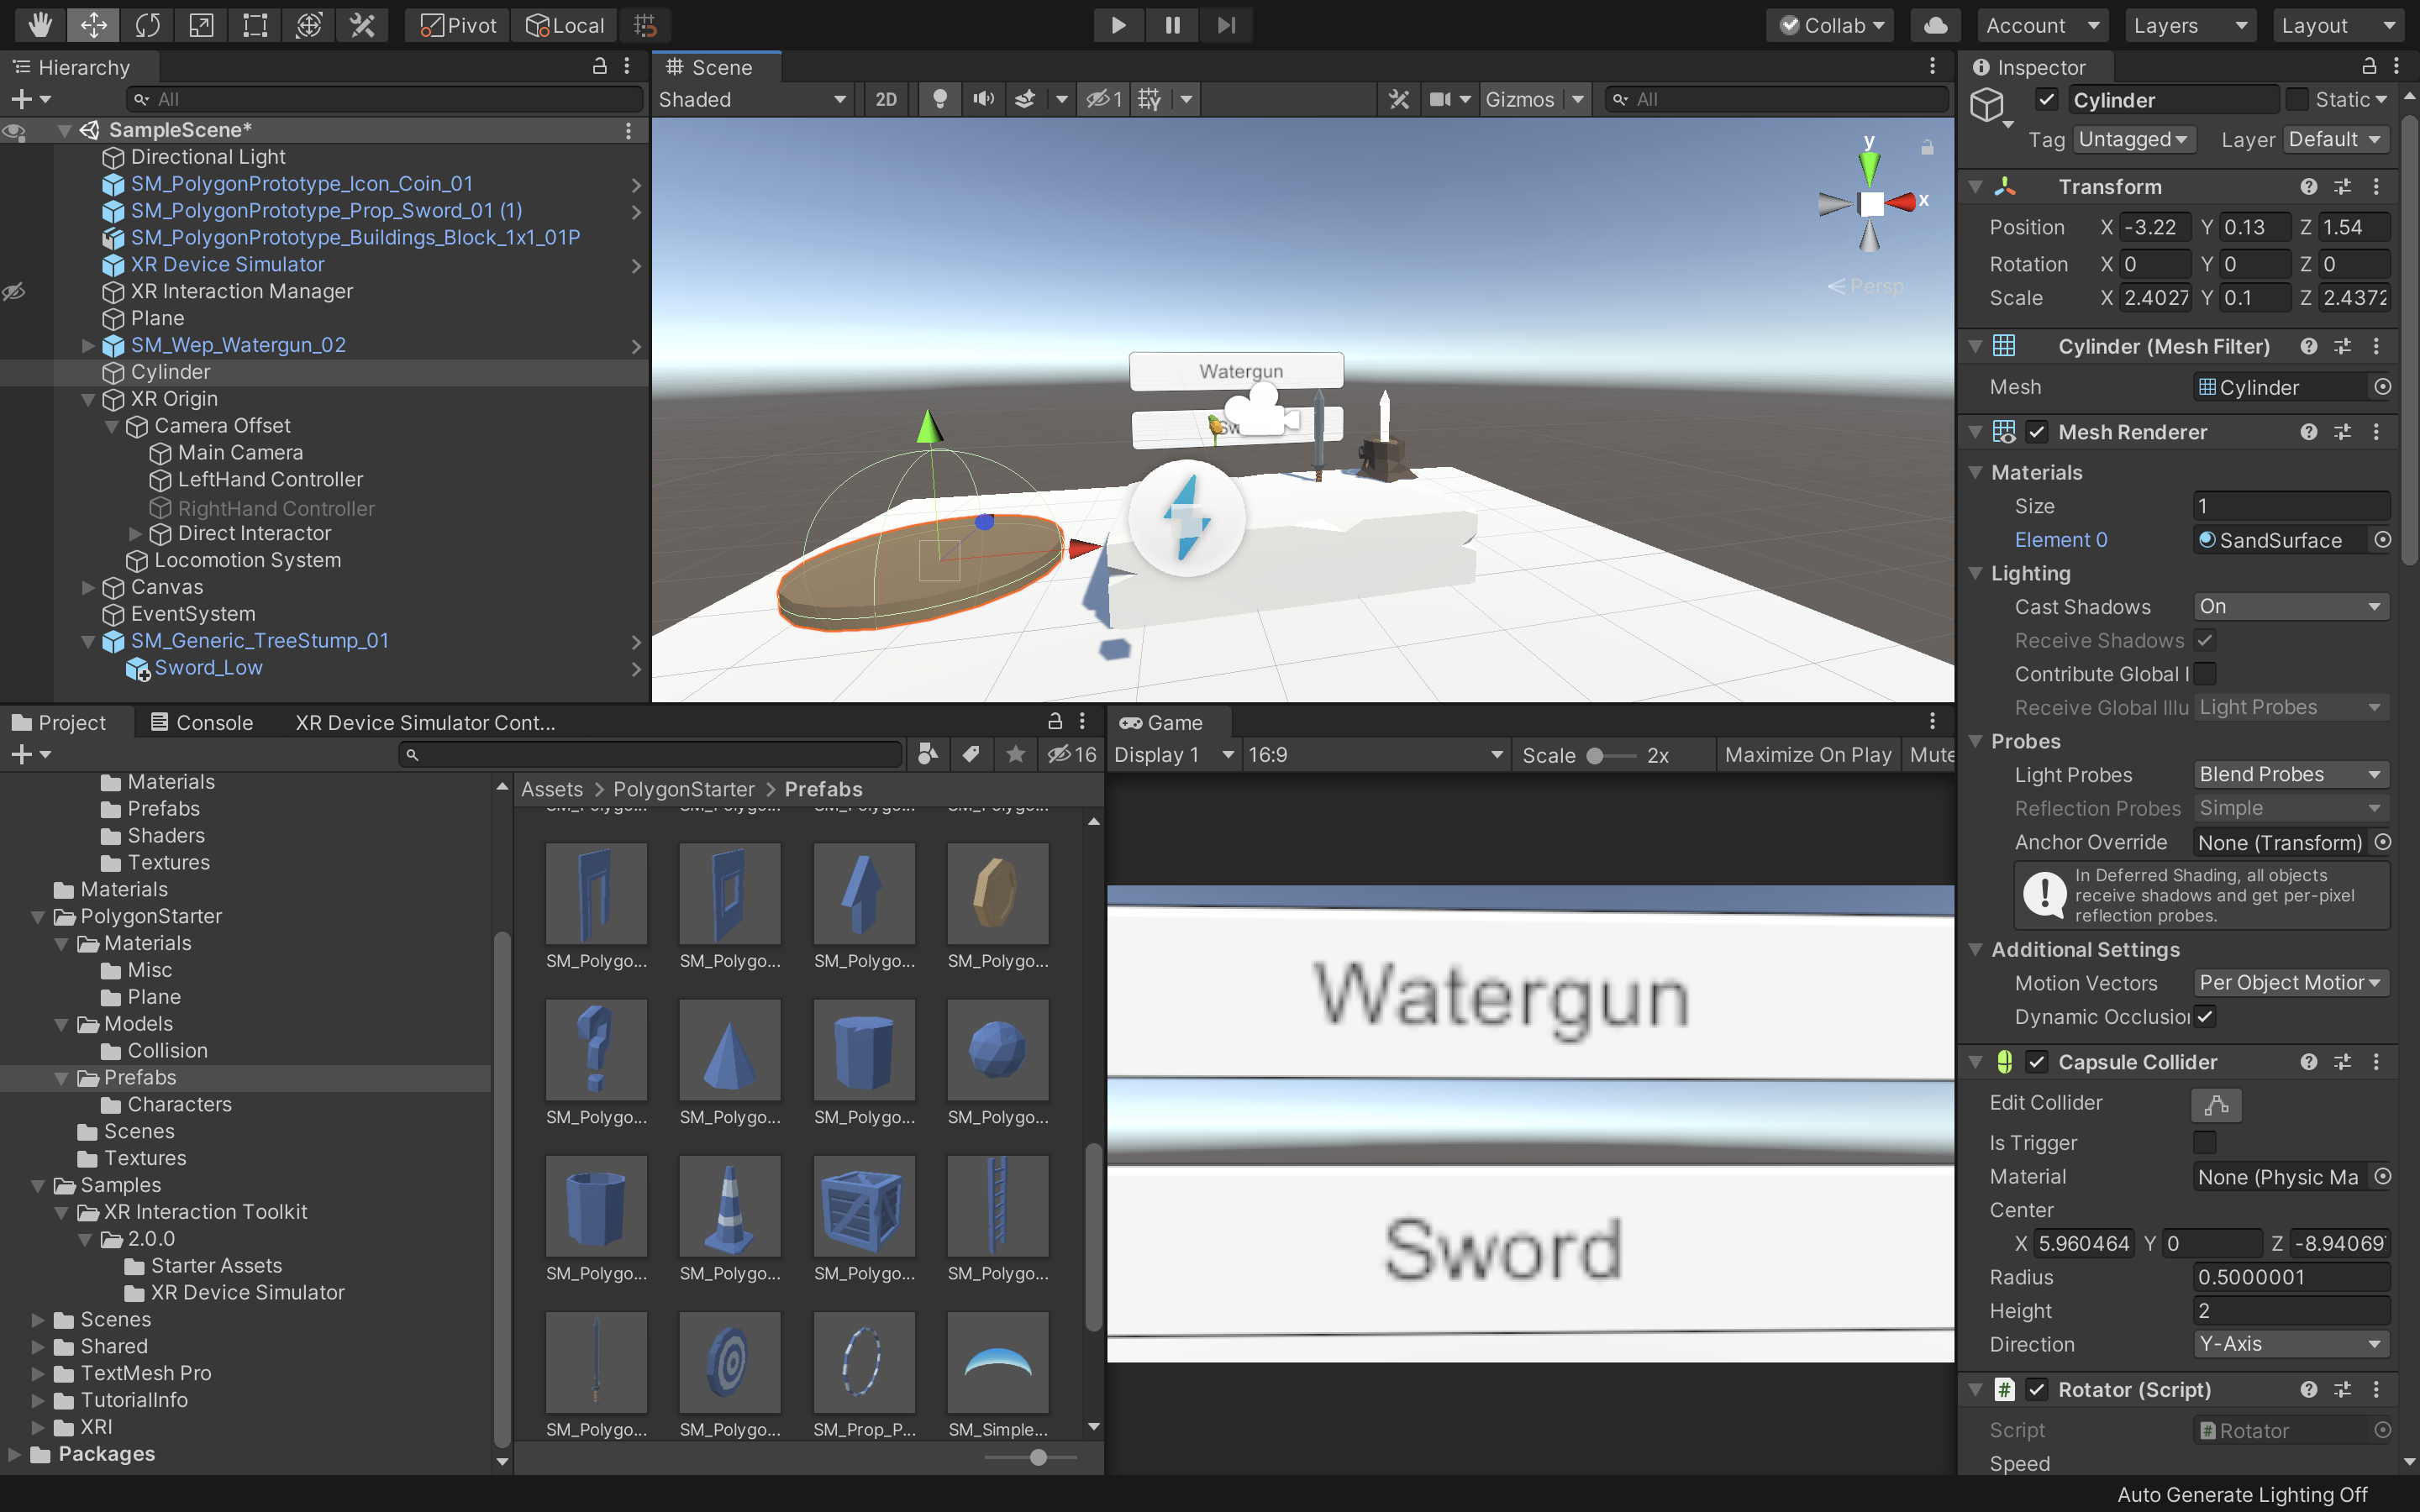 Pivot Local Collab Account Layers Layout
Hierarchy
All
SampleScene*
Directional Light
SM_PolygonPrototype_Icon_Coin_01
SM_PolygonPrototype_Prop_Sword_01 (1)
SM_PolygonPrototype_Buildings_Block_1x1_01P
XR Device Simulator
XR Interaction Manager
Plane
SM_Wep_Watergun_02
Cylinder
XR Origin
Camera Offset
Main Camera
LeftHand Controller
RightHand Controller
Direct Interactor
Locomotion System
Canvas
EventSystem
SM_Generic_TreeStump_01
Sword_Low
Scene
Shaded 2D 1 Gizmos All
y
x
Persp
Watergun
Sw
Inspector
Cylinder Static
Tag Untagged Layer Default
Transform
Position X -3.22 Y 0.13 Z 1.54
Rotation X 0 Y 0 Z 0
Scale X 2.4027 Y 0.1 Z 2.4372
Cylinder (Mesh Filter)
Mesh Cylinder
Mesh Renderer
Materials
Size 1
Element 0 SandSurface
Lighting
Cast Shadows On
Receive Shadows
Contribute Global I
Receive Global Illu Light Probes
Probes
Light Probes Blend Probes
Reflection Probes Simple
Anchor Override None (Transform)
In Deferred Shading, all objects
receive shadows and get per-pixel
reflection probes.
Additional Settings
Motion Vectors Per Object Motior
Dynamic Occlusion
Capsule Collider
Edit Collider
Is Trigger
Material None (Physic Ma
Center
X 5.960464 Y 0 Z -8.94069
Radius 0.5000001
Height 2
Direction Y-Axis
# Rotator (Script)
Script # Rotator
Speed
Project Console XR Device Simulator Cont...
16
Materials
Prefabs
Shaders
Textures
Materials
PolygonStarter
Materials
Misc
Plane
Models
Collision
Prefabs
Characters
Scenes
Textures
Samples
XR Interaction Toolkit
2.0.0
Starter Assets
XR Device Simulator
Scenes
Shared
TextMesh Pro
TutorialInfo
XRI
Packages
Assets > PolygonStarter > Prefabs
SM_Polygo... SM_Polygo... SM_Polygo... SM_Polygo...
SM_Polygo... SM_Polygo... SM_Polygo... SM_Polygo...
SM_Polygo... SM_Polygo... SM_Polygo... SM_Polygo...
SM_Polygo... SM_Polygo... SM_Prop_P... SM_Simple...
Game
Display 1 16:9 Scale 2x Maximize On Play Mute
Watergun
Sword
Auto Generate Lighting Off